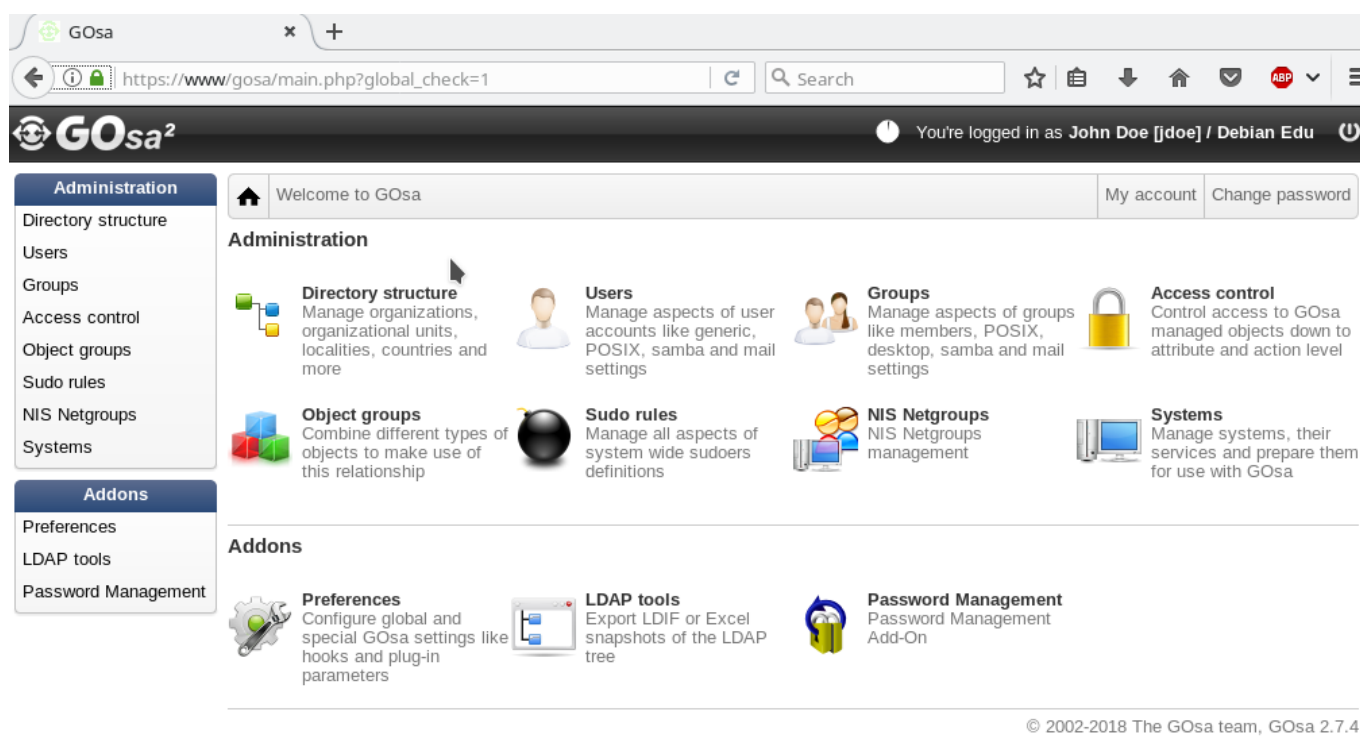 GOsa
https://www/gosa/main.php?global_check=1
Search
ABP
GOsa²
You're logged in as John Doe [jdoe] / Debian Edu
Administration
Directory structure
Users
Groups
Access control
Object groups
Sudo rules
NIS Netgroups
Systems
Addons
Preferences
LDAP tools
Password Management
Welcome to GOsa
My account
Change password
Administration
Directory structure
Manage organizations,
organizational units,
localities, countries and
more
Users
Manage aspects of user
accounts like generic,
POSIX, samba and mail
settings
Groups
Manage aspects of groups
like members, POSIX,
desktop, samba and mail
settings
Access control
Control access to GOsa
managed objects down to
attribute and action level
Object groups
Combine different types of
objects to make use of
this relationship
Sudo rules
Manage all aspects of
system wide sudoers
definitions
NIS Netgroups
NIS Netgroups
management
Systems
Manage systems, their
services and prepare them
for use with GOsa
Addons
Preferences
Configure global and
special GOsa settings like
hooks and plug-in
parameters
LDAP tools
Export LDIF or Excel
snapshots of the LDAP
tree
Password Management
Password Management
Add-On
© 2002-2018 The GOsa team, GOsa 2.7.4